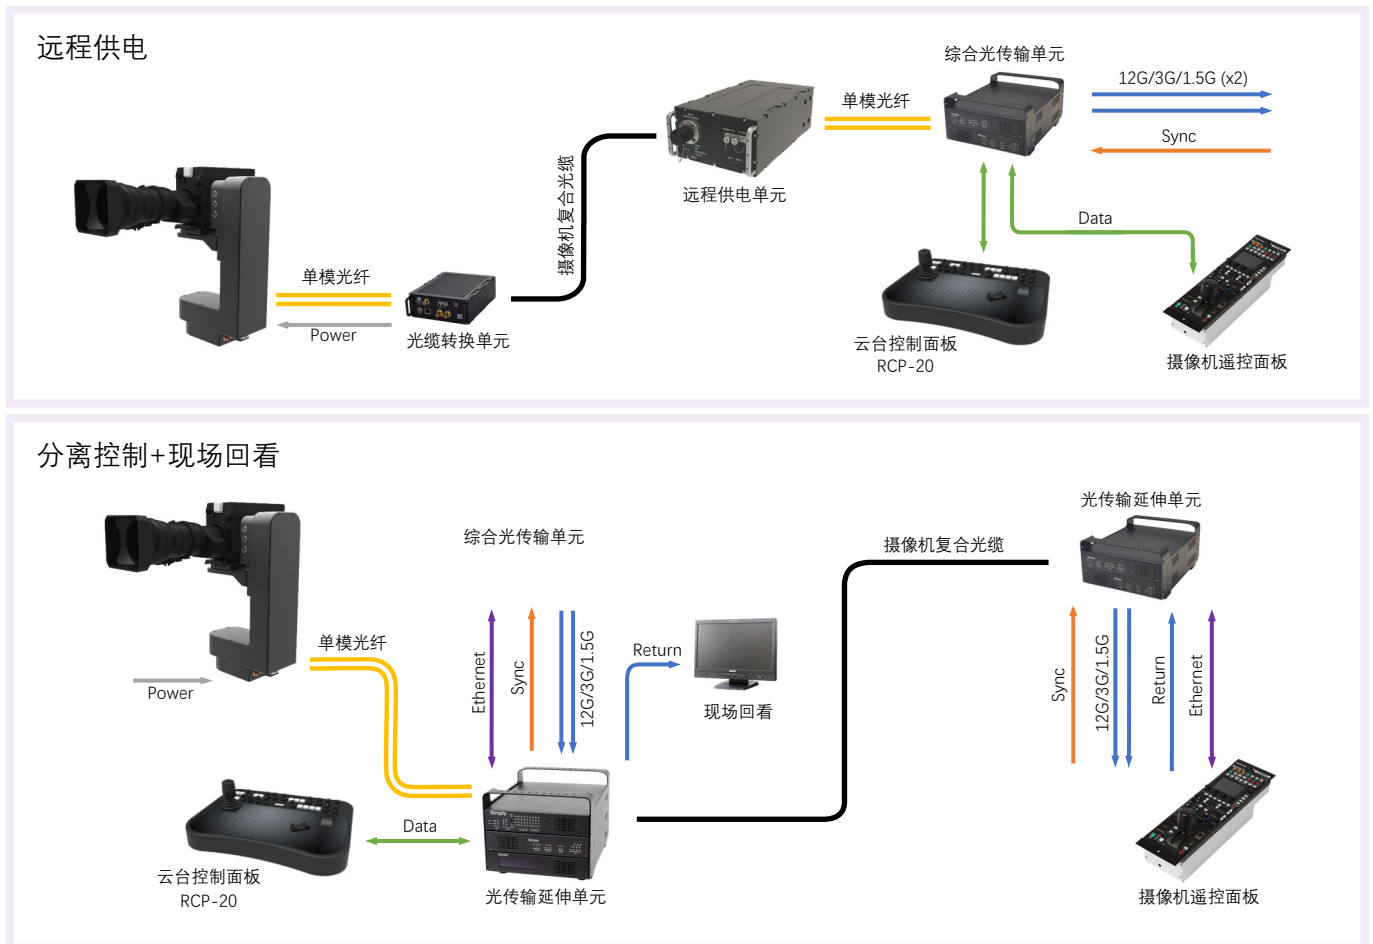 远程供电
综合光传输单元
12G/3G/1.5G (x2)
单模光纤
Sync
摄像机复合光缆
远程供电单元
Data
单模光纤
Power
光缆转换单元
云台控制面板
RCP-20
摄像机遥控面板
分离控制+现场回看
光传输延伸单元
综合光传输单元
摄像机复合光缆
单模光纤
Power
Ethernet
Sync
12G/3G/1.5G
Return
现场回看
Sync
12G/3G/1.5G
Return
Ethernet
Simply
Data
云台控制面板
RCP-20
光传输延伸单元
摄像机遥控面板